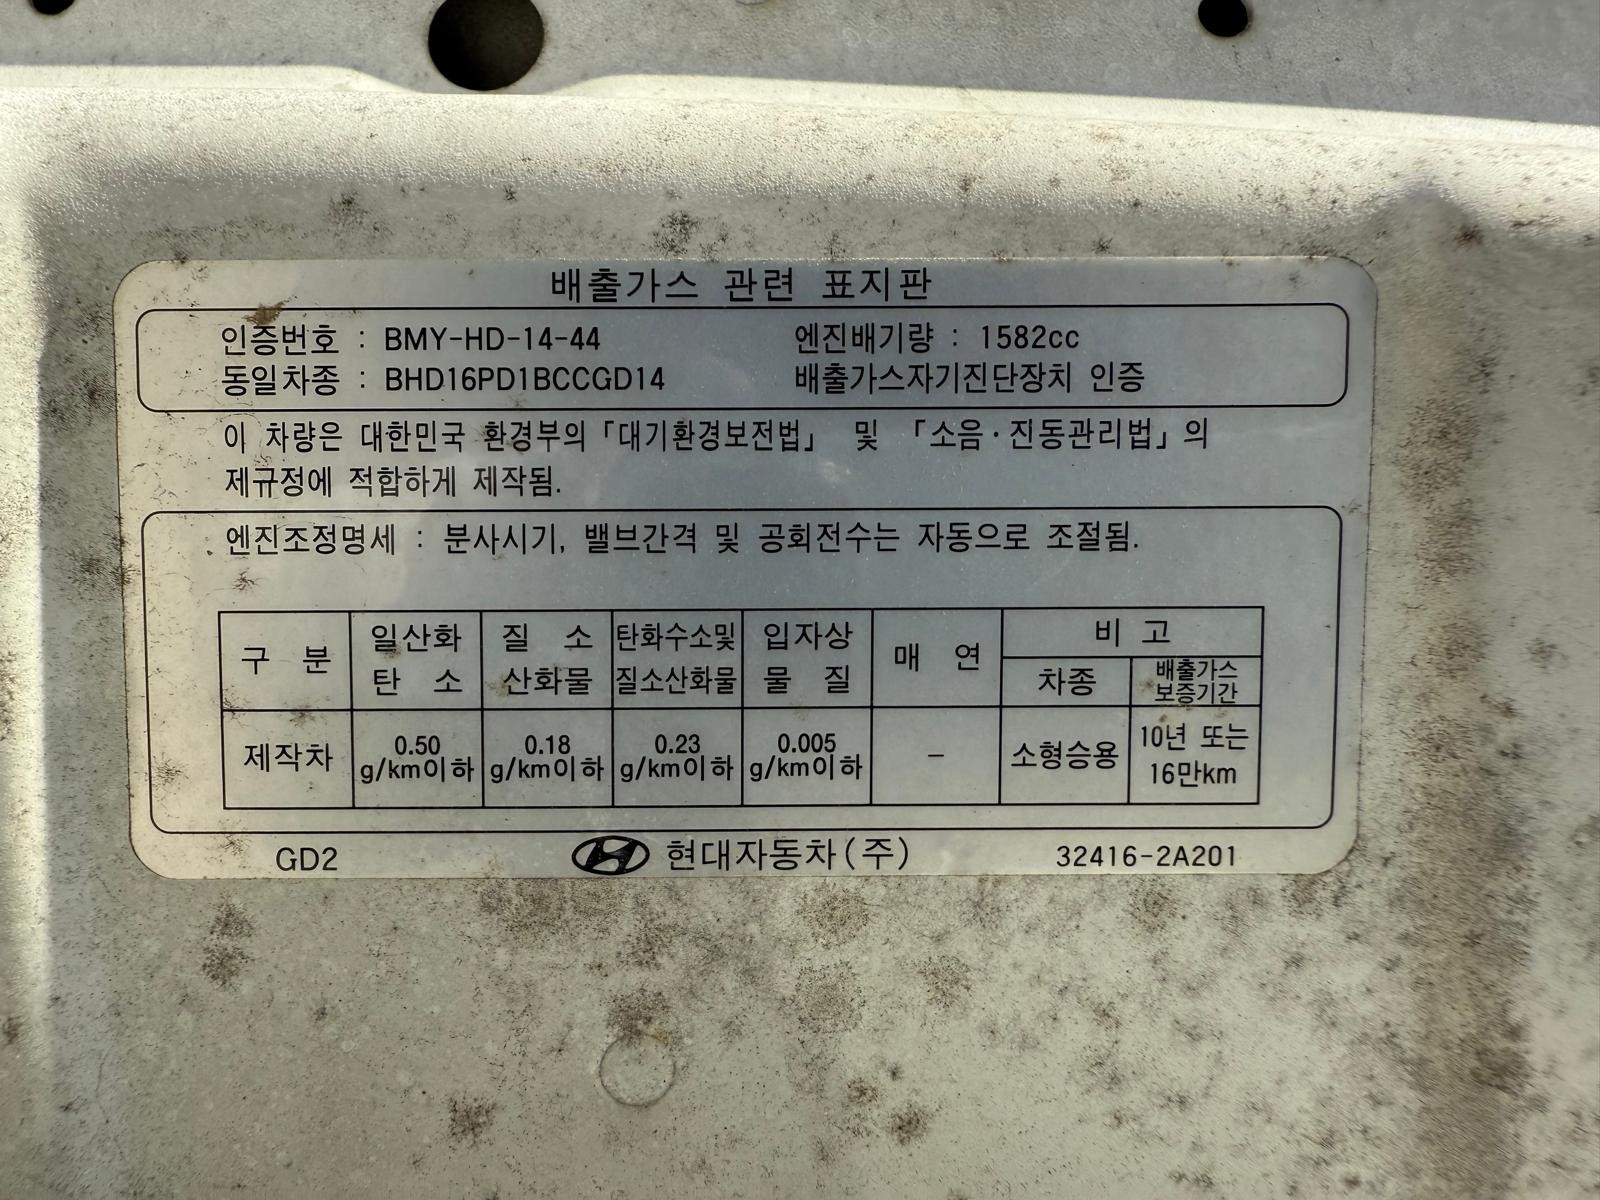 배출가스 관련 표지판
인증번호 : BMY-HD-14-44 엔진배기량 : 1582cc
동일차종 : BHD16PD1BCCGD14 배출가스자기진단장치 인증
이 차량은 대한민국 환경부의「대기환경보전법」 및 「소음·진동관리법」의
제규정에 적합하게 제작됨.
엔진조정명세 : 분사시기, 밸브간격 및 공회전수는 자동으로 조절됨.
구 분 일산화 탄 소 질 소 산화물 탄화수소및 질소산화물 입자상 물 질 매 연 비 고
차종 배출가스 보증기간
제작차 0.50 g/km이하 0.18 g/km이하 0.23 g/km이하 0.005 g/km이하 - 소형승용 10년 또는 16만km
GD2 현대자동차(주) 32416-2A201